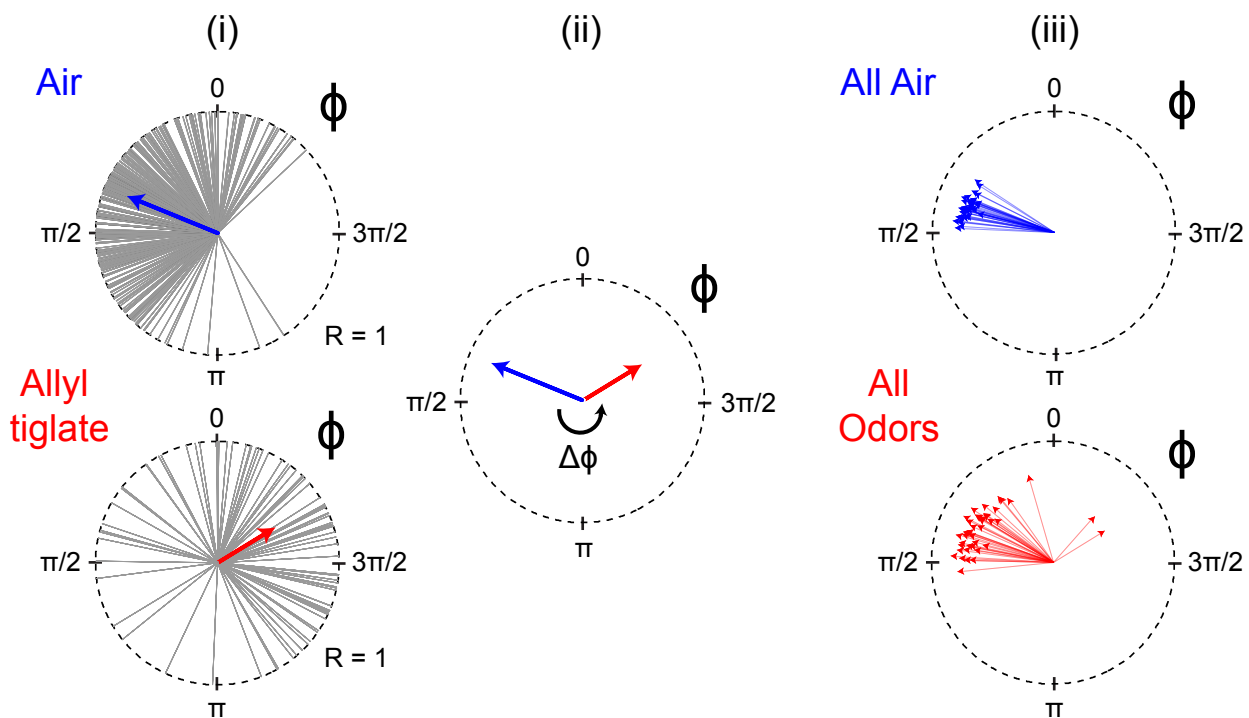 (i)
Air
ϕ
0
π/2
3π/2
π
R = 1
Allyl
tiglate
ϕ
0
π/2
3π/2
π
R = 1
(ii)
ϕ
0
π/2
3π/2
Δϕ
π
(iii)
All Air
ϕ
0
π/2
3π/2
π
All
Odors
ϕ
0
π/2
3π/2
π